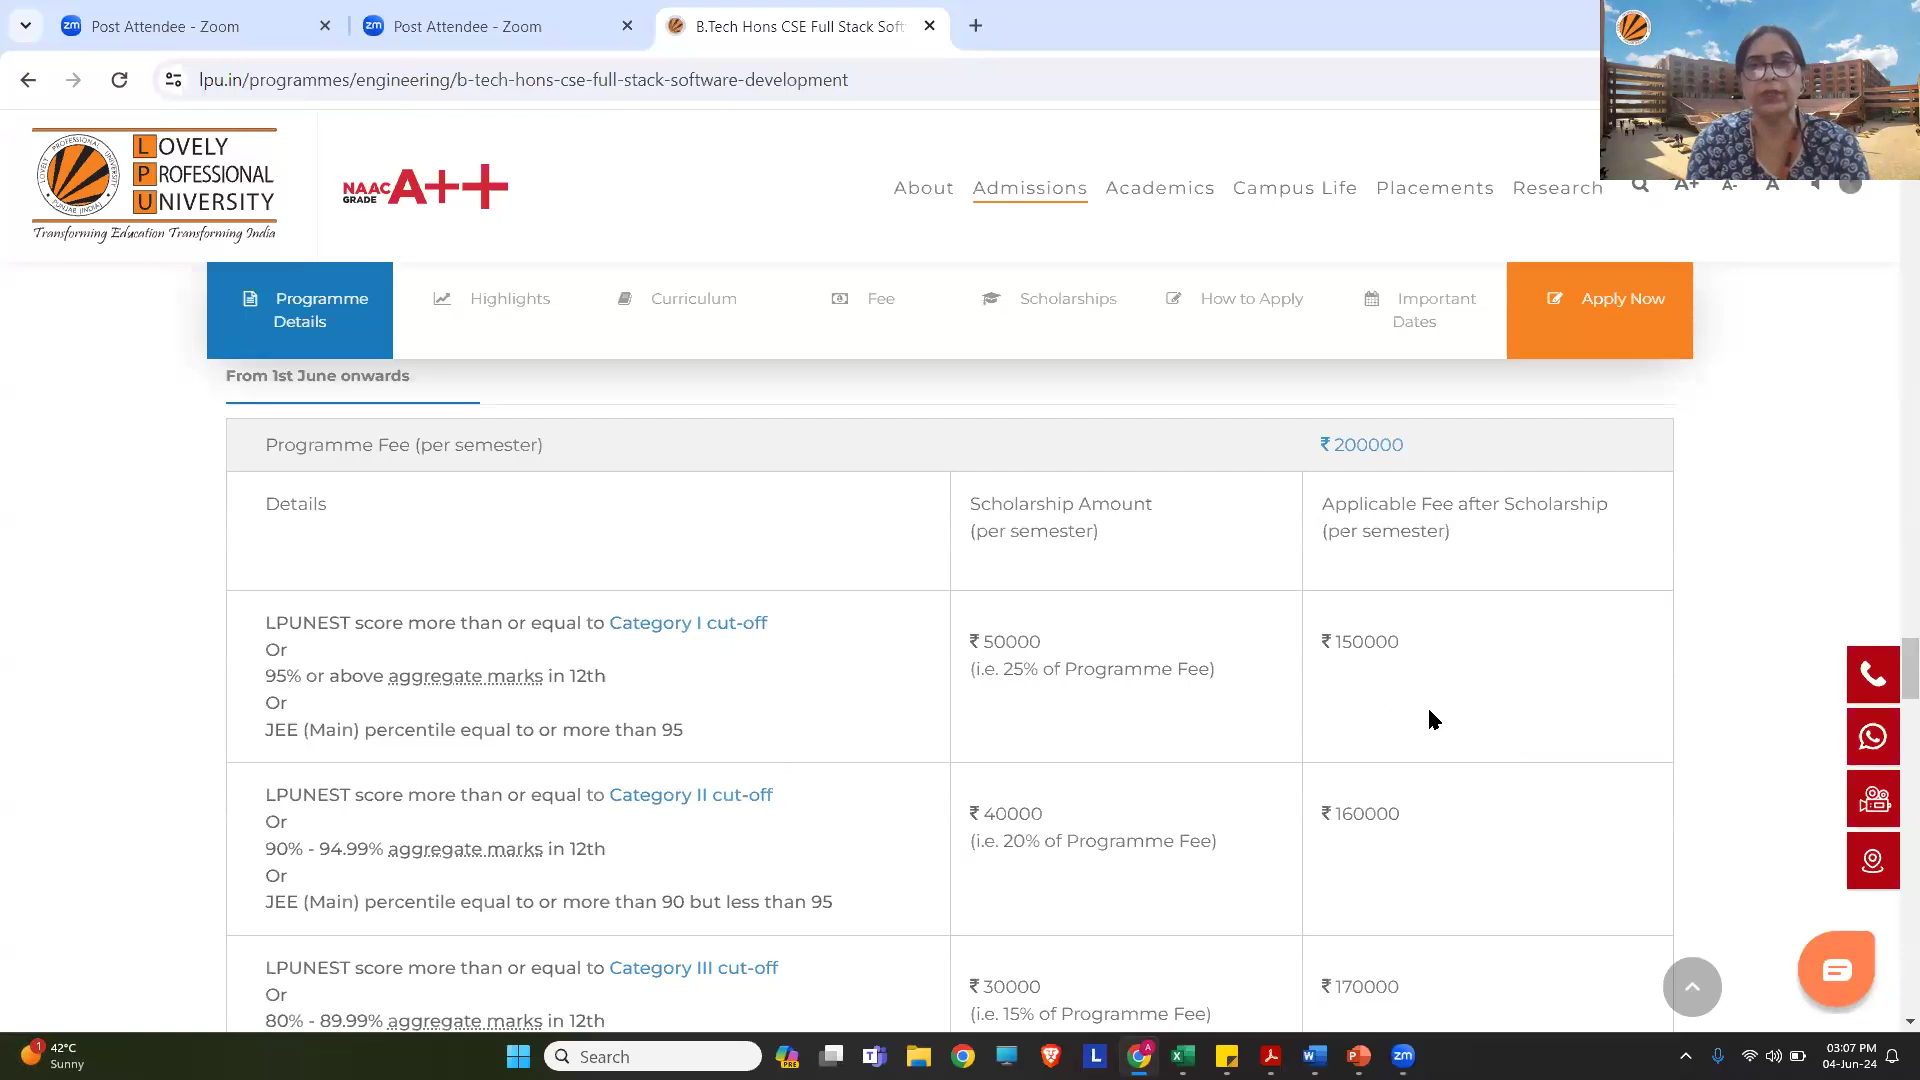 Post Attendee - Zoom
Post Attendee - Zoom
B.Tech Hons CSE Full Stack Soft
lpu.in/programmes/engineering/b-tech-hons-cse-full-stack-software-development
LOVELY
PROFESSIONAL
UNIVERSITY
Transforming Education Transforming India
NAAC
GRADE
A++
About
Admissions
Academics
Campus Life
Placements
Research
A+
A-
A
Programme
Details
Highlights
Curriculum
Fee
Scholarships
How to Apply
Important
Dates
Apply Now
From 1st June onwards
Programme Fee (per semester)
₹ 200000
Details
Scholarship Amount
(per semester)
Applicable Fee after Scholarship
(per semester)
LPUNEST score more than or equal to Category I cut-off
Or
95% or above aggregate marks in 12th
Or
JEE (Main) percentile equal to or more than 95
₹ 50000
(i.e. 25% of Programme Fee)
₹ 150000
LPUNEST score more than or equal to Category II cut-off
Or
90% - 94.99% aggregate marks in 12th
Or
JEE (Main) percentile equal to or more than 90 but less than 95
₹ 40000
(i.e. 20% of Programme Fee)
₹ 160000
LPUNEST score more than or equal to Category III cut-off
Or
80% - 89.99% aggregate marks in 12th
₹ 30000
(i.e. 15% of Programme Fee)
₹ 170000
1
42°C
Sunny
Search
PRE
L
A
zm
03:07 PM
04-Jun-24